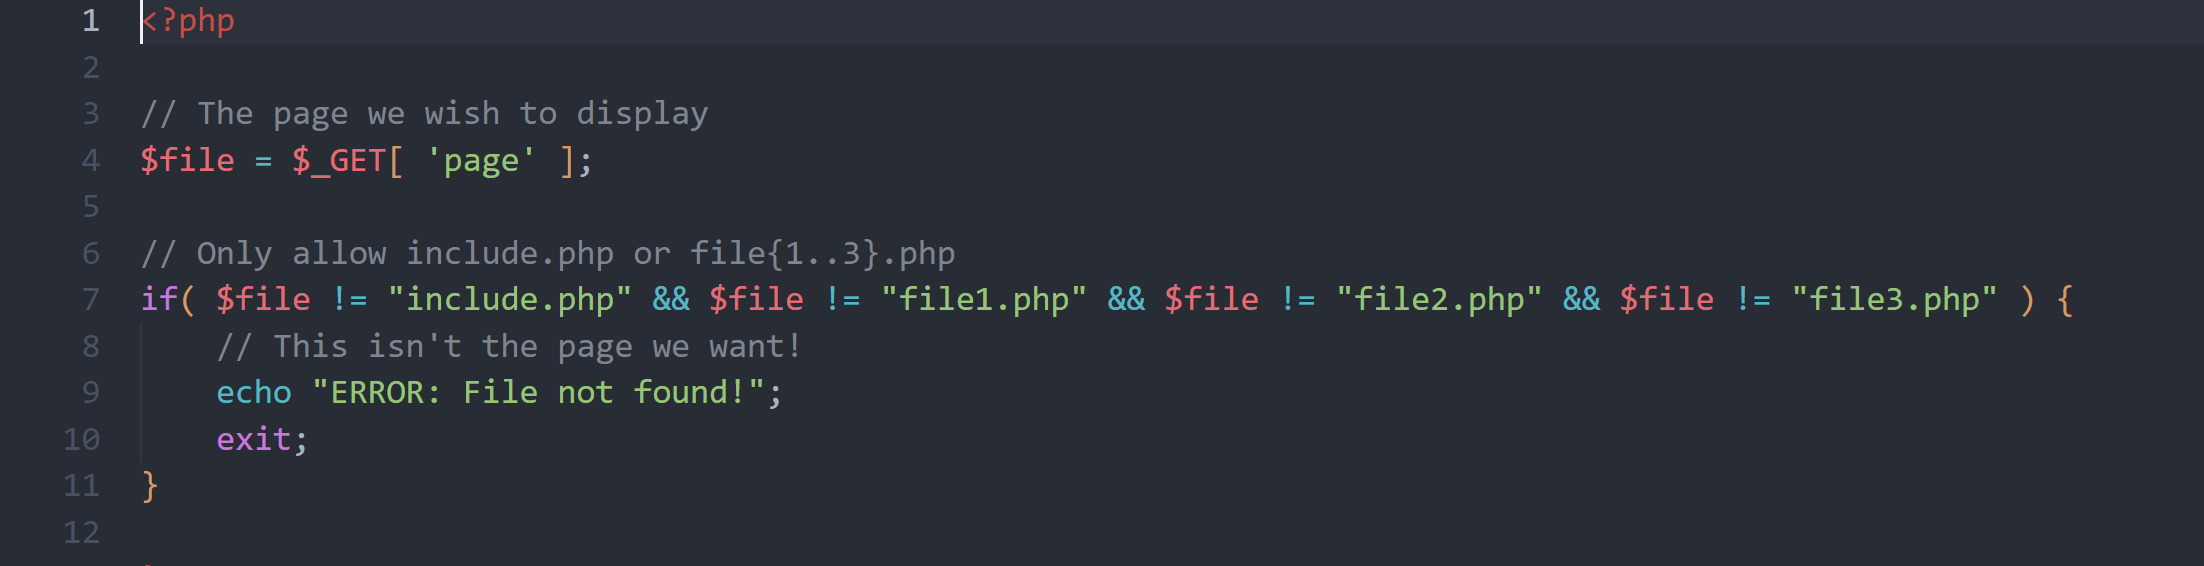 1 <?php
2
3 // The page we wish to display
4 $file = $_GET[ 'page' ];
5
6 // Only allow include.php or file{1..3}.php
7 if( $file != "include.php" && $file != "file1.php" && $file != "file2.php" && $file != "file3.php" ) {
8     // This isn't the page we want!
9     echo "ERROR: File not found!";
10     exit;
11 }
12